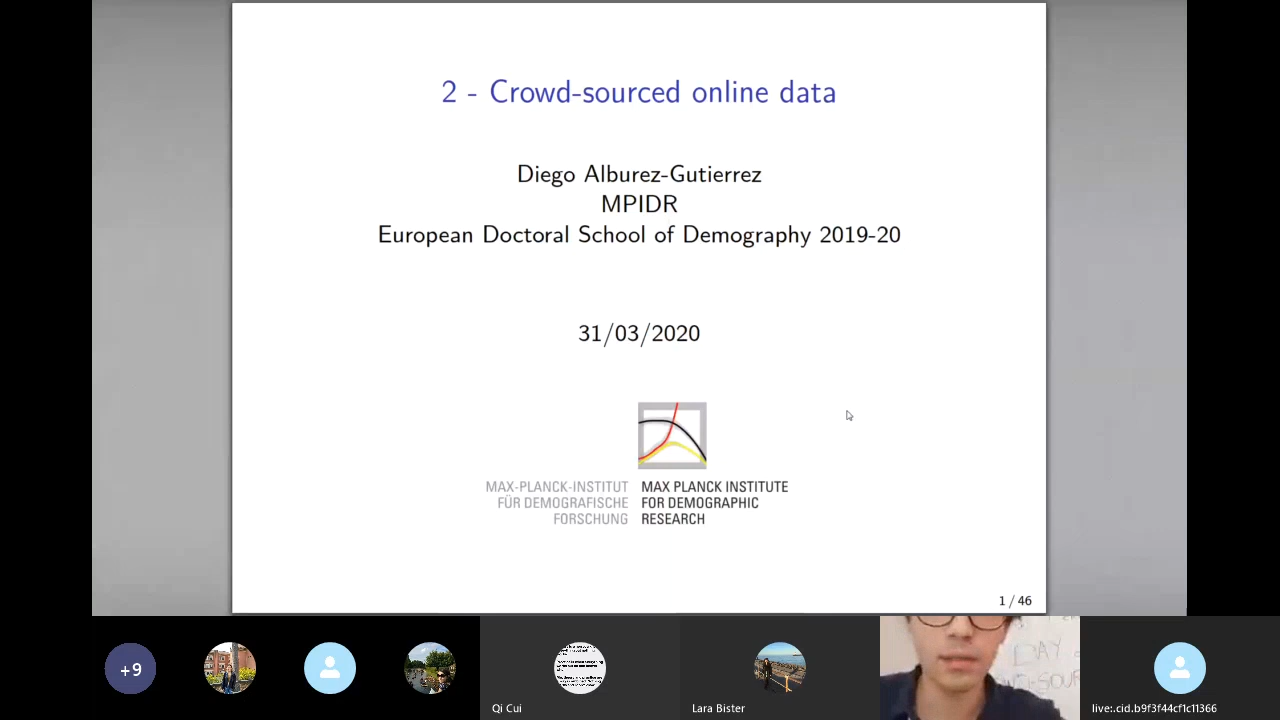 2 - Crowd-sourced online data
Diego Alburez-Gutierrez
MPIDR
European Doctoral School of Demography 2019-20
31/03/2020
MAX-PLANCK-INSTITUT
FÜR DEMOGRAFISCHE
FORSCHUNG
MAX PLANCK INSTITUTE
FOR DEMOGRAPHIC
RESEARCH
1 / 46
+9
Qi Cui
Lara Bister
DAY
live:.cid.b9f3f44cf1c11366